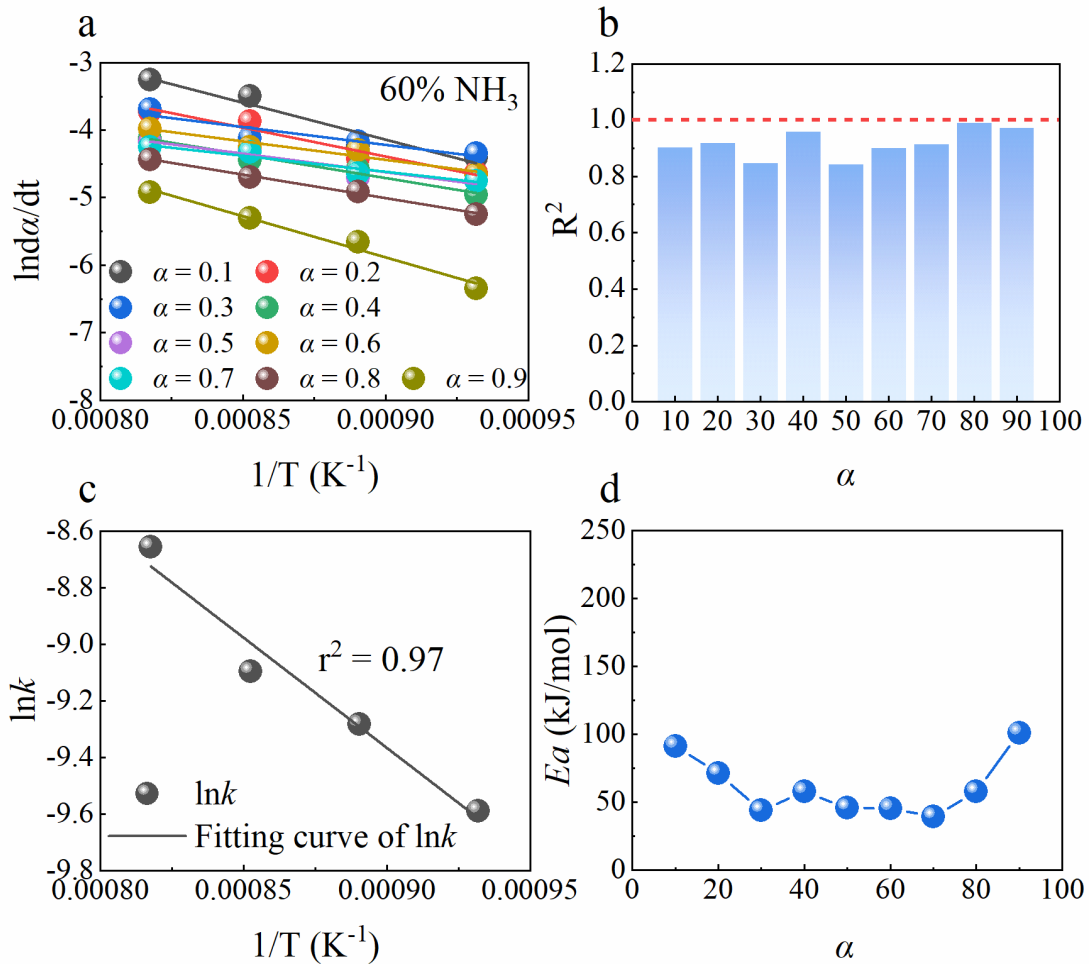 a
lndα/dt
-3
-4
-5
-6
-7
-8
60% NH3
α = 0.1
α = 0.2
α = 0.3
α = 0.4
α = 0.5
α = 0.6
α = 0.7
α = 0.8
α = 0.9
0.00080
0.00085
0.00090
0.00095
1/T (K-1)
b
R2
1.2
1.0
0.8
0.6
0.4
0.2
0.0
0
10
20
30
40
50
60
70
80
90
100
α
c
lnk
-8.6
-8.8
-9.0
-9.2
-9.4
-9.6
-9.8
r2 = 0.97
lnk
Fitting curve of lnk
0.00080
0.00085
0.00090
0.00095
1/T (K-1)
d
Ea (kJ/mol)
250
200
150
100
50
0
0
20
40
60
80
100
α